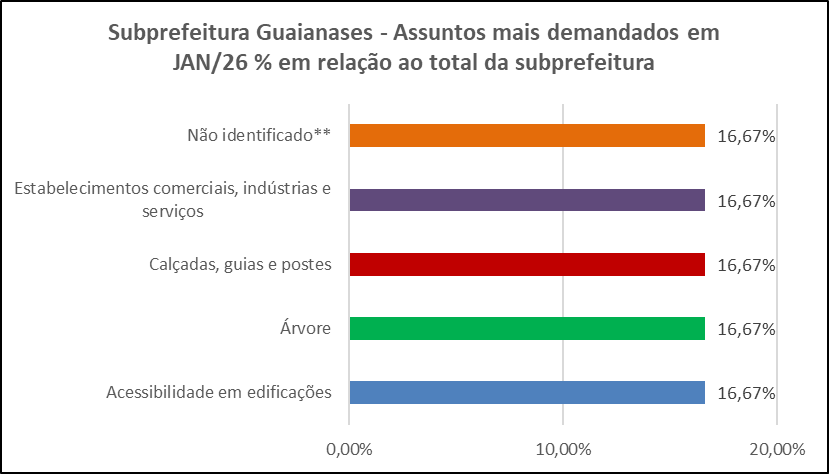 Subprefeitura Guaianases - Assuntos mais demandados em
JAN/26 % em relação ao total da subprefeitura
Não identificado**
16,67%
Estabelecimentos comerciais, indústrias e
serviços
16,67%
Calçadas, guias e postes
16,67%
Árvore
16,67%
Acessibilidade em edificações
16,67%
0,00%
10,00%
20,00%